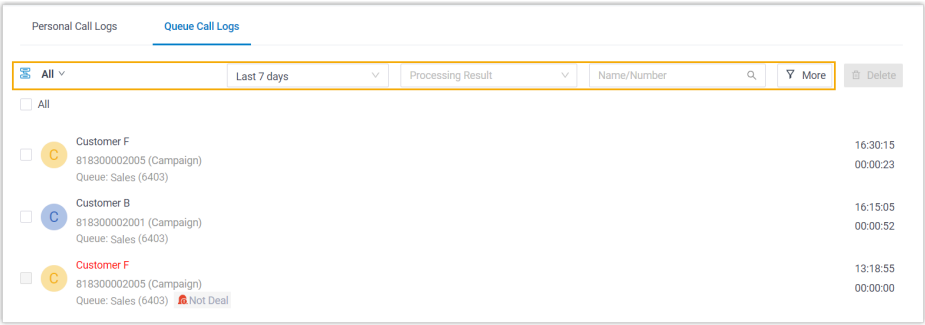 Personal Call Logs Queue Call Logs
All Last 7 days Processing Result Name/Number More Delete
All
C Customer F 16:30:15
818300002005 (Campaign) 00:00:23
Queue: Sales (6403)
C Customer B 16:15:05
818300002001 (Campaign) 00:00:52
Queue: Sales (6403)
C Customer F 13:18:55
818300002005 (Campaign) 00:00:00
Queue: Sales (6403) Not Deal